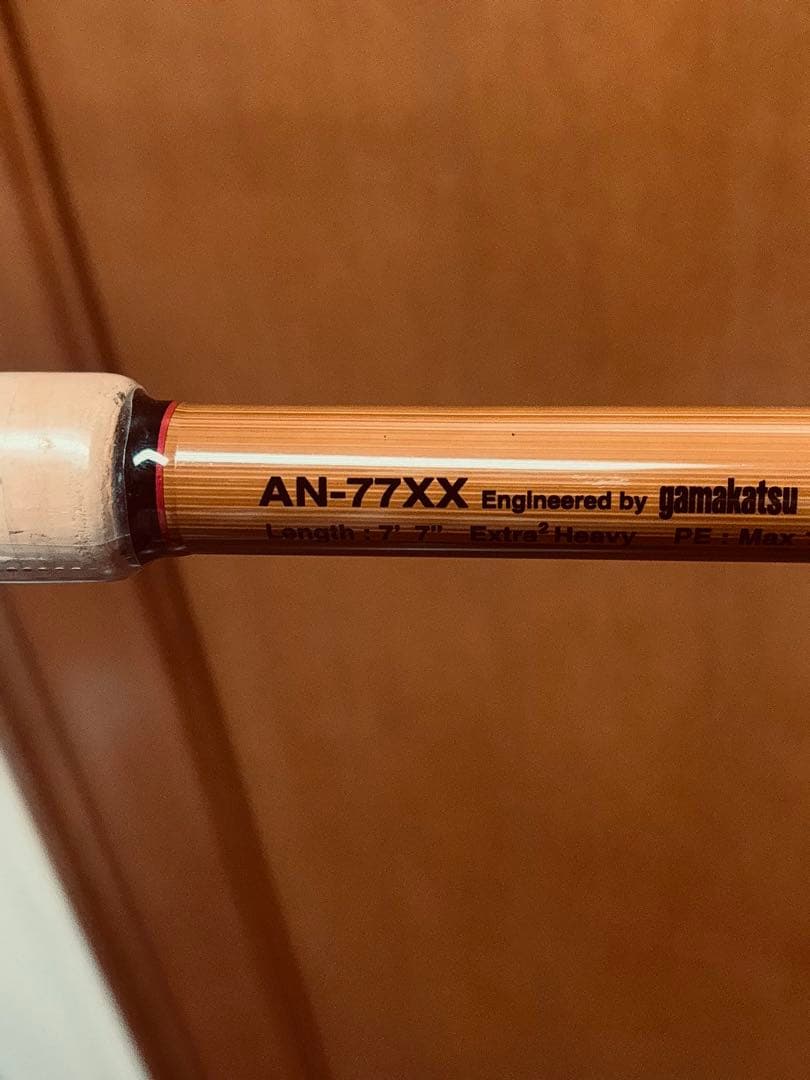 AN-77XX Engineered by gamakatsu
Length : 7' 7" Extra² Heavy PE : Max